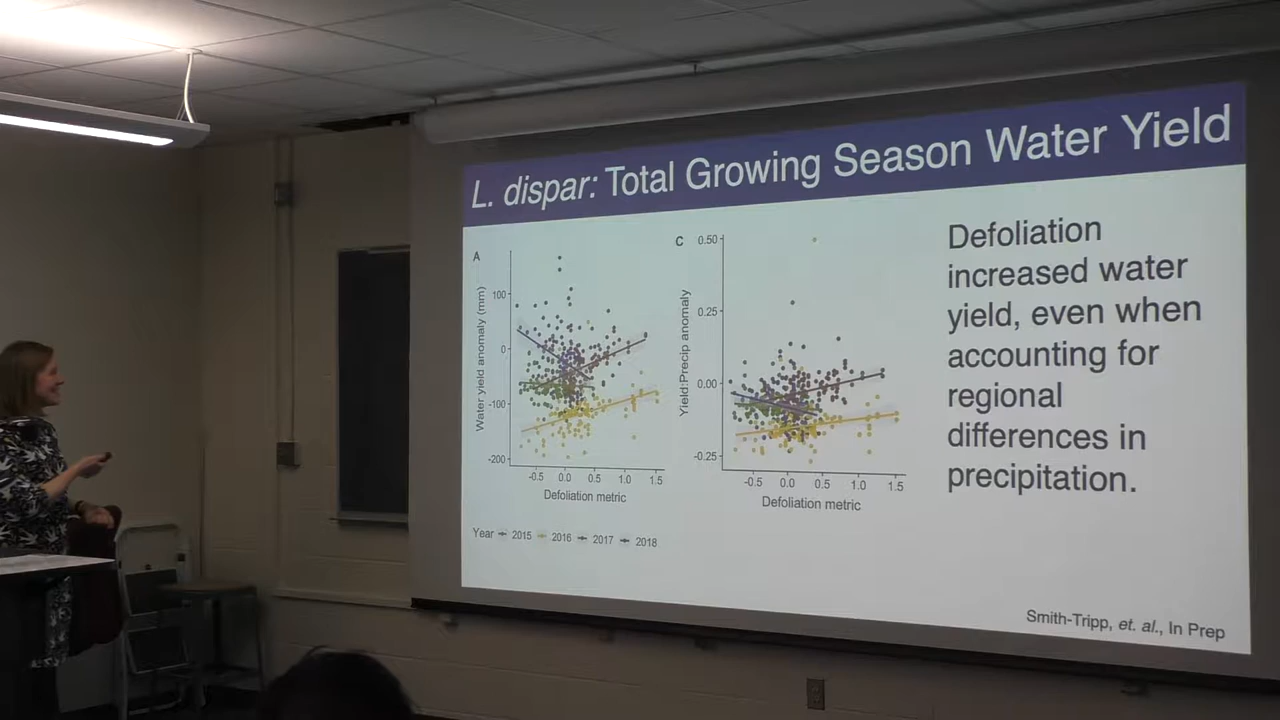 L. dispar: Total Growing Season Water Yield
A
Water yield anomaly (mm)
100
0
-100
-200
-0.5 0.0 0.5 1.0 1.5
Defoliation metric
C
Yield:Precip anomaly
0.50
0.25
0.00
-0.25
-0.5 0.0 0.5 1.0 1.5
Defoliation metric
Year 2015 2016 2017 2018
Defoliation
increased water
yield, even when
accounting for
regional
differences in
precipitation.
Smith-Tripp, et. al., In Prep